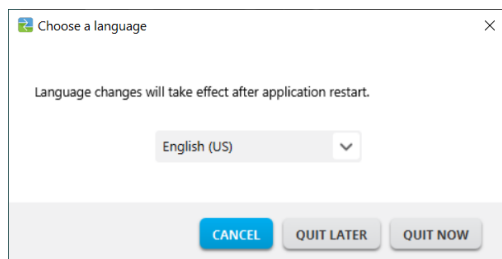 Choose a language
Language changes will take effect after application restart.
English (US)
CANCEL
QUIT LATER
QUIT NOW